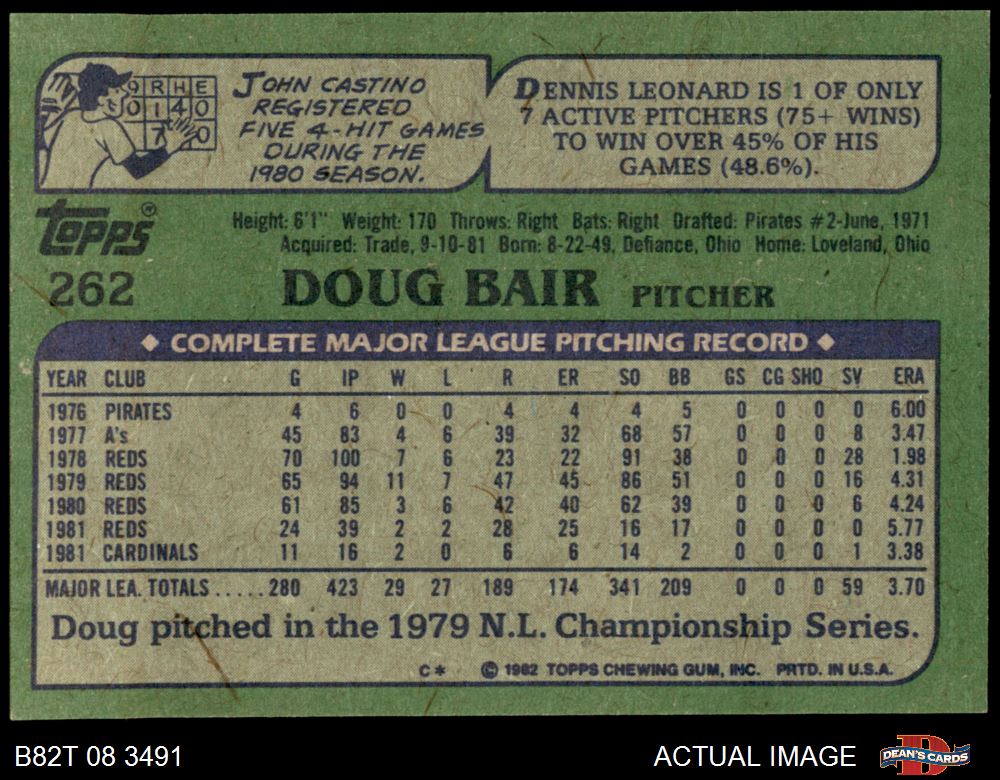 9 R H E
0 1 4 0
7 0
JOHN CASTINO
REGISTERED
FIVE 4-HIT GAMES
DURING THE
1980 SEASON.
DENNIS LEONARD IS 1 OF ONLY
7 ACTIVE PITCHERS (75+ WINS)
TO WIN OVER 45% OF HIS
GAMES (48.6%).
TOPPS®
262
Height: 6'1" Weight: 170 Throws: Right Bats: Right Drafted: Pirates #2-June, 1971
Acquired: Trade, 9-10-81 Born: 8-22-49, Defiance, Ohio Home: Loveland, Ohio
DOUG BAIR PITCHER
◆ COMPLETE MAJOR LEAGUE PITCHING RECORD ◆
YEAR CLUB G IP W L R ER SO BB GS CG SHO SV ERA
1976 PIRATES 4 6 0 0 4 4 4 5 0 0 0 0 6.00
1977 A's 45 83 4 6 39 32 68 57 0 0 0 8 3.47
1978 REDS 70 100 7 6 23 22 91 38 0 0 0 28 1.98
1979 REDS 65 94 11 7 47 45 86 51 0 0 0 16 4.31
1980 REDS 61 85 3 6 42 40 62 39 0 0 0 6 4.24
1981 REDS 24 39 2 2 28 25 16 17 0 0 0 0 5.77
1981 CARDINALS 11 16 2 0 6 6 14 2 0 0 0 1 3.38
MAJOR LEA. TOTALS.....280 423 29 27 189 174 341 209 0 0 0 59 3.70
Doug pitched in the 1979 N.L. Championship Series.
C* © 1982 TOPPS CHEWING GUM, INC. PRTD. IN U.S.A.
B82T 08 3491
ACTUAL IMAGE
DEAN'S CARDS